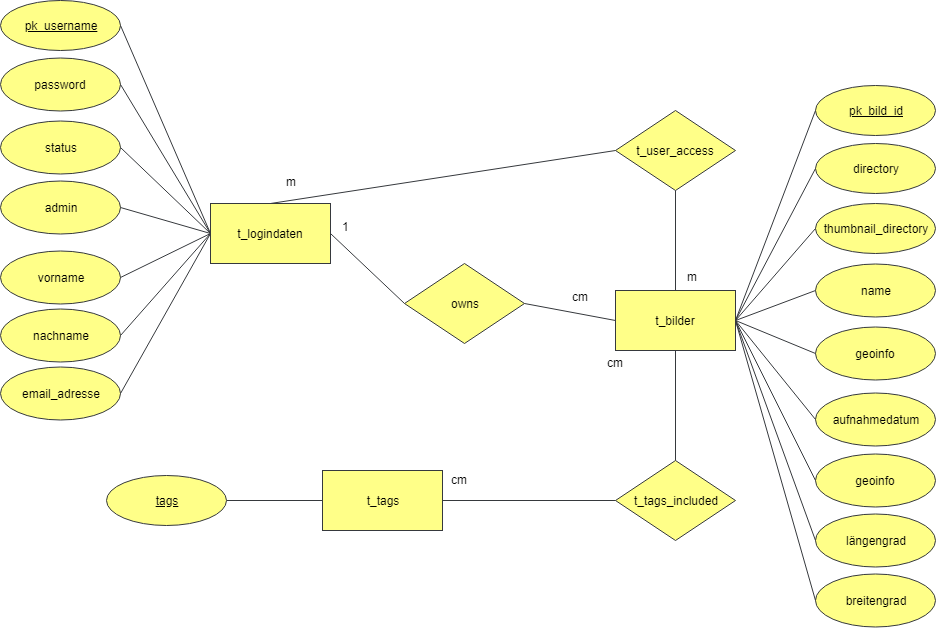 pk_username
password
status
admin
vorname
nachname
email_adresse
t_logindaten
m
1
t_user_access
m
owns
cm
t_bilder
cm
pk_bild_id
directory
thumbnail_directory
name
geoinfo
aufnahmedatum
geoinfo
längengrad
breitengrad
tags
t_tags
cm
t_tags_included